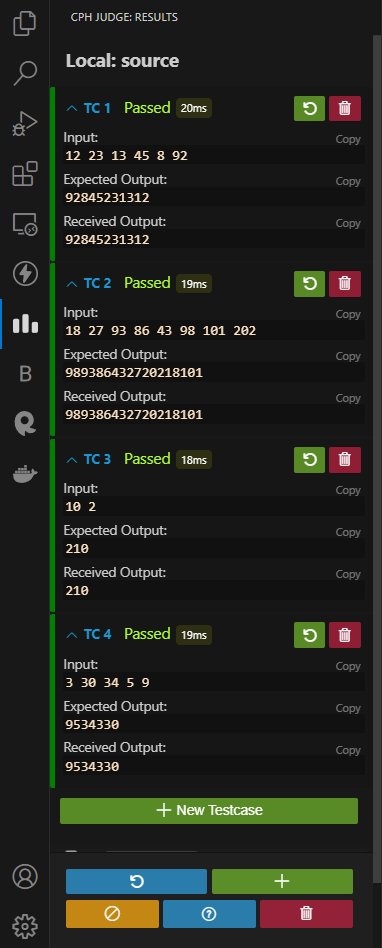 CPH JUDGE: RESULTS
Local: source
TC 1 Passed 20ms
Input: Copy
12 23 13 45 8 92
Expected Output: Copy
92845231312
Received Output: Copy
92845231312
TC 2 Passed 19ms
Input: Copy
18 27 93 86 43 98 101 202
Expected Output: Copy
989386432720218101
Received Output: Copy
989386432720218101
TC 3 Passed 18ms
Input: Copy
10 2
Expected Output: Copy
210
Received Output: Copy
210
TC 4 Passed 19ms
Input: Copy
3 30 34 5 9
Expected Output: Copy
9534330
Received Output: Copy
9534330
B
+ New Testcase